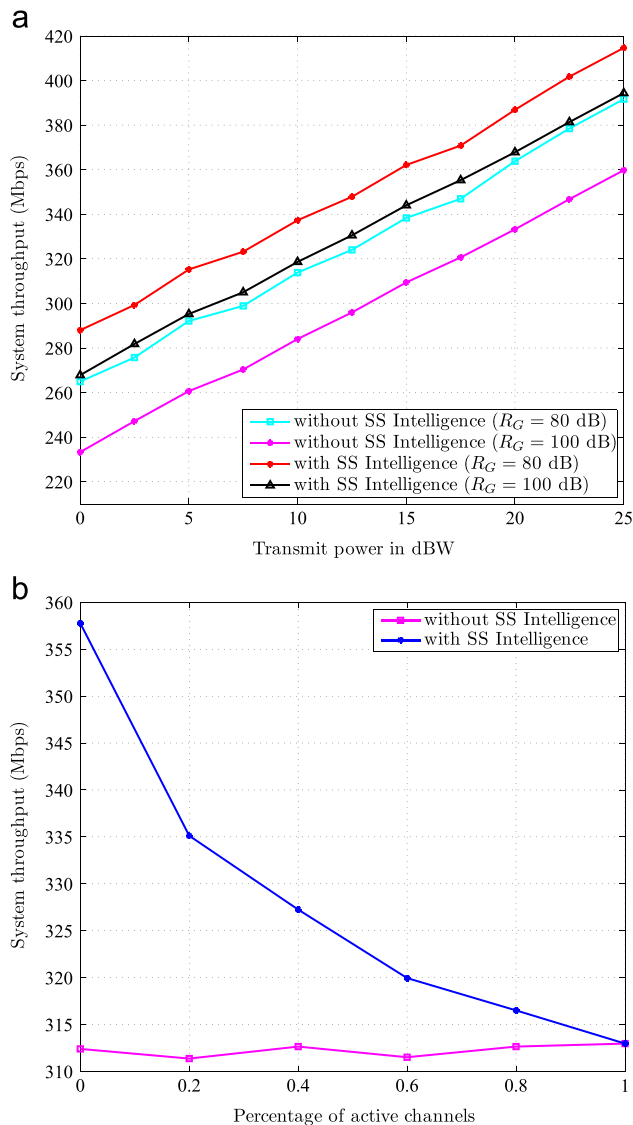 a
420
400
380
360
340
320
300
280
260
240
220
0 5 10 15 20 25
System throughput (Mbps)
Transmit power in dBW
without SS Intelligence (R_G = 80 dB)
without SS Intelligence (R_G = 100 dB)
with SS Intelligence (R_G = 80 dB)
with SS Intelligence (R_G = 100 dB)
b
360
355
350
345
340
335
330
325
320
315
310
0 0.2 0.4 0.6 0.8 1
System throughput (Mbps)
Percentage of active channels
without SS Intelligence
with SS Intelligence